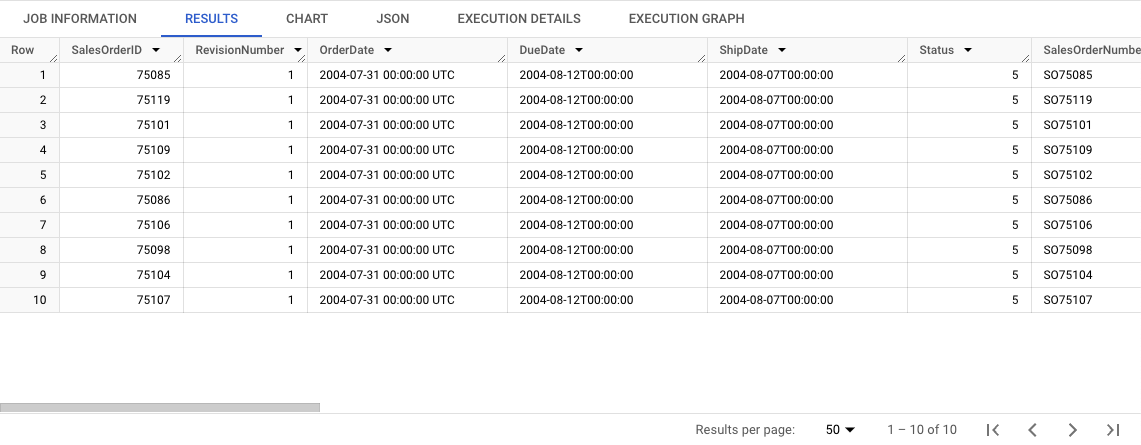 JOB INFORMATION RESULTS CHART JSON EXECUTION DETAILS EXECUTION GRAPH
Row SalesOrderID RevisionNumber OrderDate DueDate ShipDate Status SalesOrderNumbe
1 75085 1 2004-07-31 00:00:00 UTC 2004-08-12T00:00:00 2004-08-07T00:00:00 5 SO75085
2 75119 1 2004-07-31 00:00:00 UTC 2004-08-12T00:00:00 2004-08-07T00:00:00 5 SO75119
3 75101 1 2004-07-31 00:00:00 UTC 2004-08-12T00:00:00 2004-08-07T00:00:00 5 SO75101
4 75109 1 2004-07-31 00:00:00 UTC 2004-08-12T00:00:00 2004-08-07T00:00:00 5 SO75109
5 75102 1 2004-07-31 00:00:00 UTC 2004-08-12T00:00:00 2004-08-07T00:00:00 5 SO75102
6 75086 1 2004-07-31 00:00:00 UTC 2004-08-12T00:00:00 2004-08-07T00:00:00 5 SO75086
7 75106 1 2004-07-31 00:00:00 UTC 2004-08-12T00:00:00 2004-08-07T00:00:00 5 SO75106
8 75098 1 2004-07-31 00:00:00 UTC 2004-08-12T00:00:00 2004-08-07T00:00:00 5 SO75098
9 75104 1 2004-07-31 00:00:00 UTC 2004-08-12T00:00:00 2004-08-07T00:00:00 5 SO75104
10 75107 1 2004-07-31 00:00:00 UTC 2004-08-12T00:00:00 2004-08-07T00:00:00 5 SO75107
Results per page: 50 1 – 10 of 10